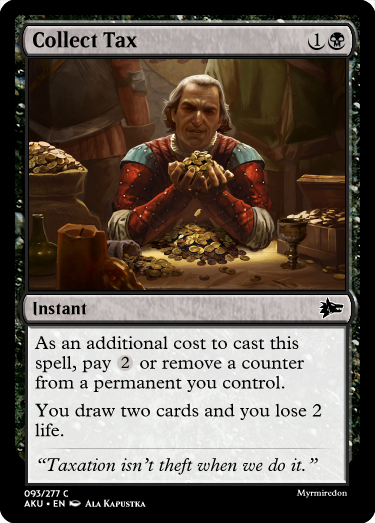 Collect Tax 1
Instant
As an additional cost to cast this
spell, pay 2 or remove a counter
from a permanent you control.
You draw two cards and you lose 2
life.
“Taxation isn’t theft when we do it.”
093/277 C
Myrmiredon
AKU • EN Ala Kapustka